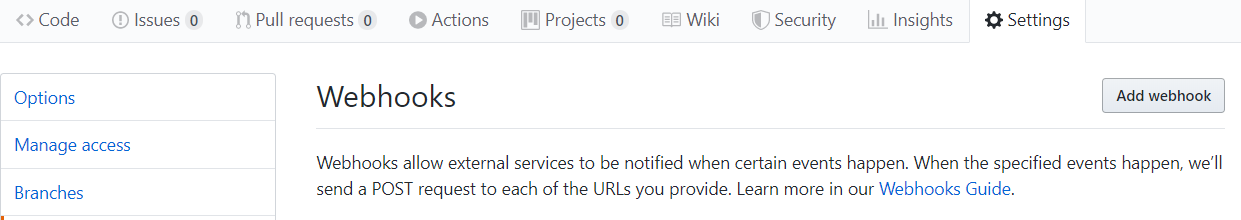 Code Issues 0 Pull requests 0 Actions Projects 0 Wiki Security Insights Settings
Options
Manage access
Branches
Webhooks
Add webhook
Webhooks allow external services to be notified when certain events happen. When the specified events happen, we’ll
send a POST request to each of the URLs you provide. Learn more in our Webhooks Guide.